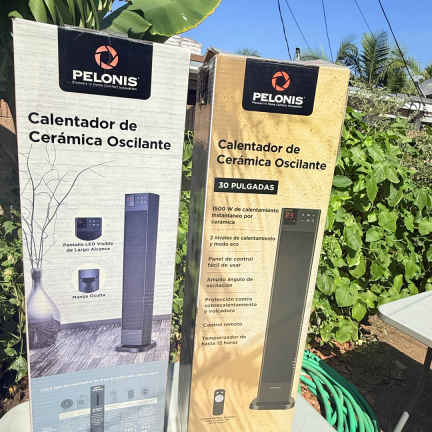 PELONIS
Calentador de
Cerámica Oscilante
Pantalla LED Visible
de Largo Alcance
Manija Oculta
PELONIS
Calentador de
Cerámica Oscilante
30 PULGADAS
1500 W de calentamiento
instantáneo por
cerámica
2 niveles de calentamiento
y modo eco
Panel de control
fácil de usar
Amplio ángulo de
oscilación
Protección contra
sobrecalentamiento
y volcadura
Control remoto
Temporizador de
hasta 12 horas